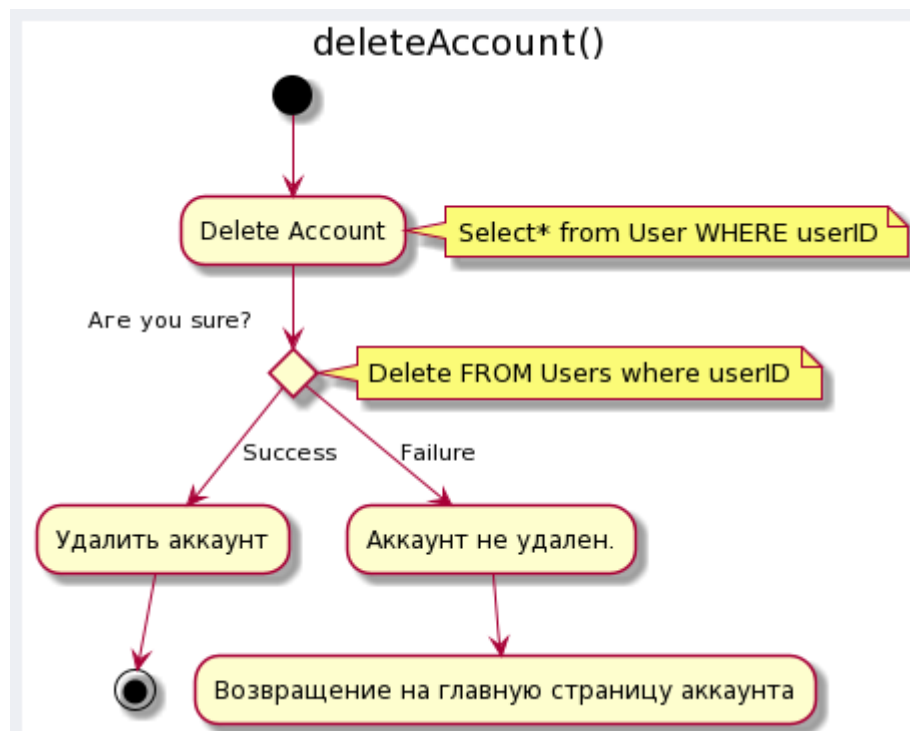 deleteAccount()
Delete Account
Select* from User WHERE userID
Are you sure?
Delete FROM Users where userID
Success
Failure
Удалить аккаунт
Аккаунт не удален.
Возвращение на главную страницу аккаунта